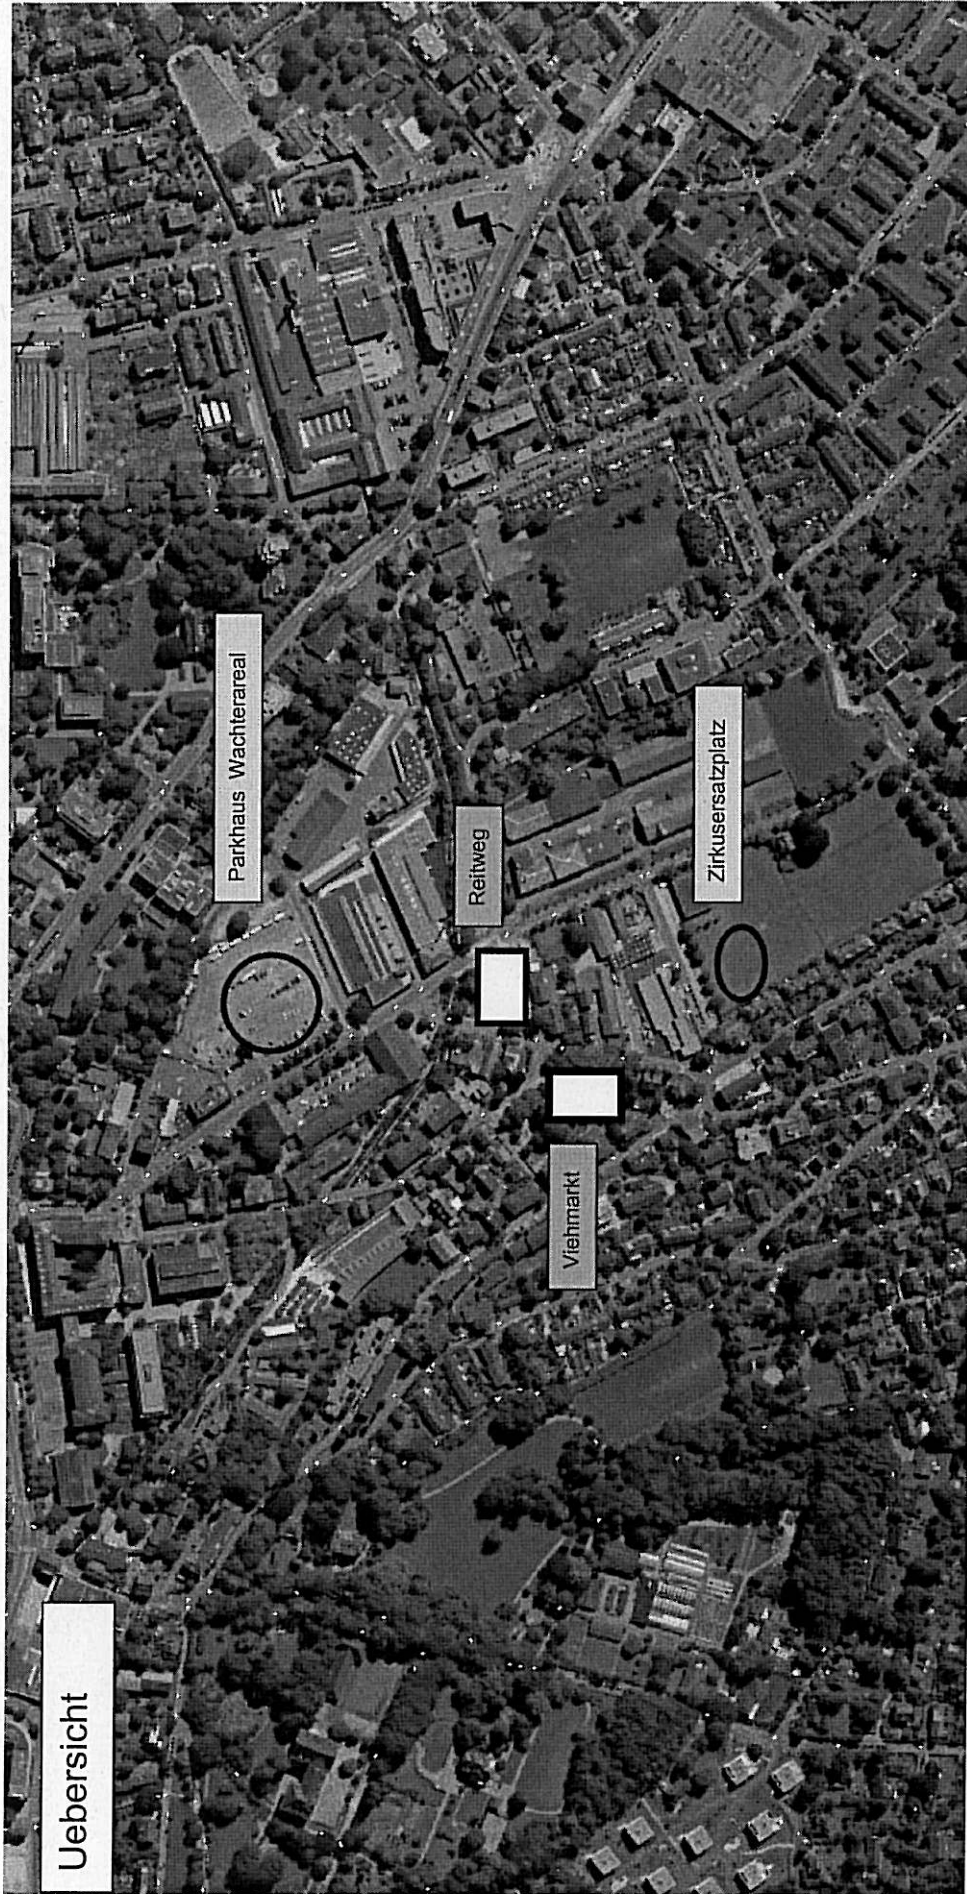 Uebersicht
Parkhaus Wachterareal
Reitweg
Viehmarkt
Zirkusersatzplatz